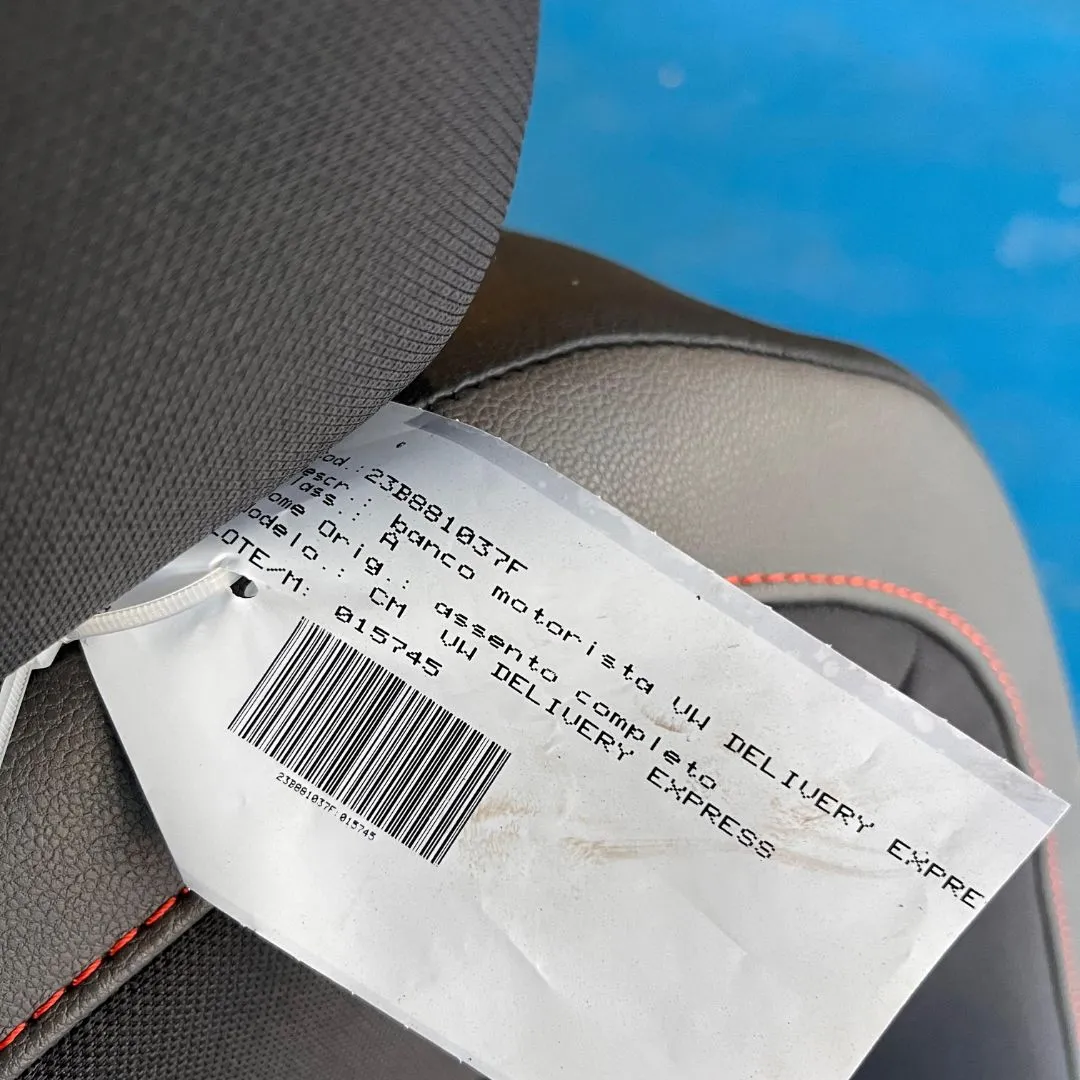 od.: 23B881037F
escr.: banco motorista VW DELIVERY EXPRE
lass.: A
ome Orig.: assento completo
odelo.: CM VW DELIVERY EXPRESS
LOTE/M: 015745
23B881037F:015745